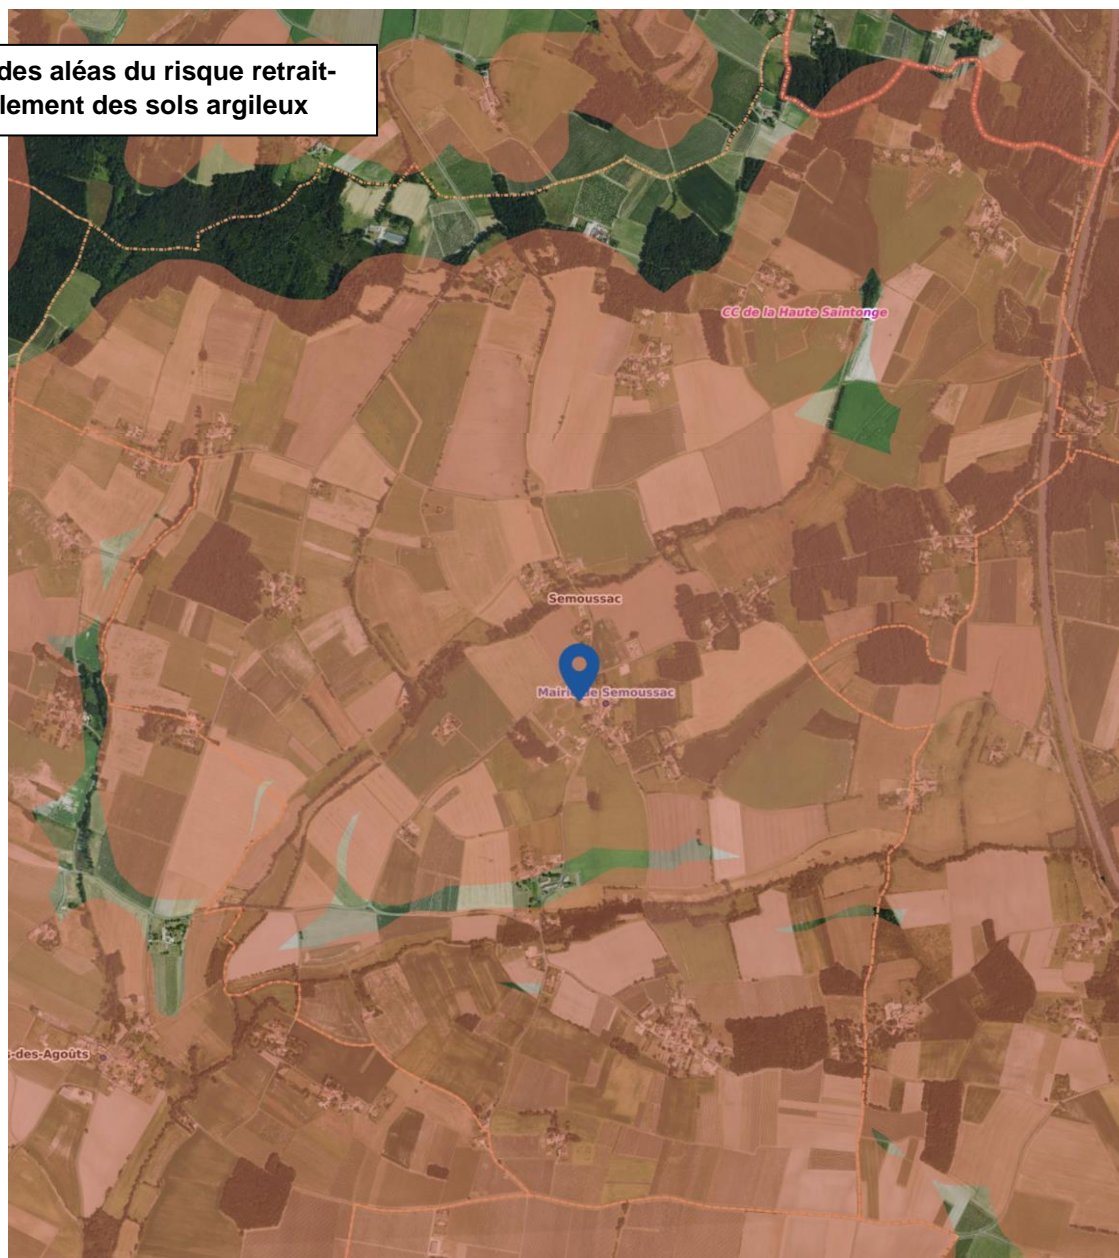 des aléas du risque retrait-
lement des sols argileux
CC de la Haute Saintonge
Semoussac
Mairie de Semoussac
s-des-Agoûts